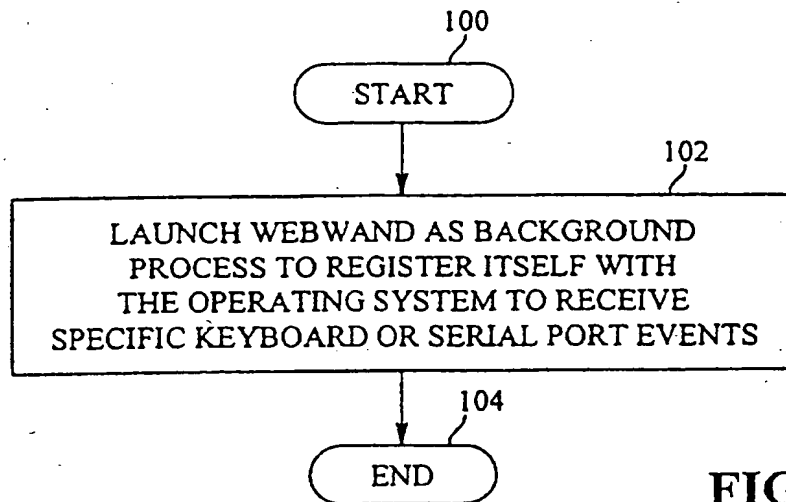 100
START
102
LAUNCH WEBWAND AS BACKGROUND
PROCESS TO REGISTER ITSELF WITH
THE OPERATING SYSTEM TO RECEIVE
SPECIFIC KEYBOARD OR SERIAL PORT EVENTS
104
END
FIG